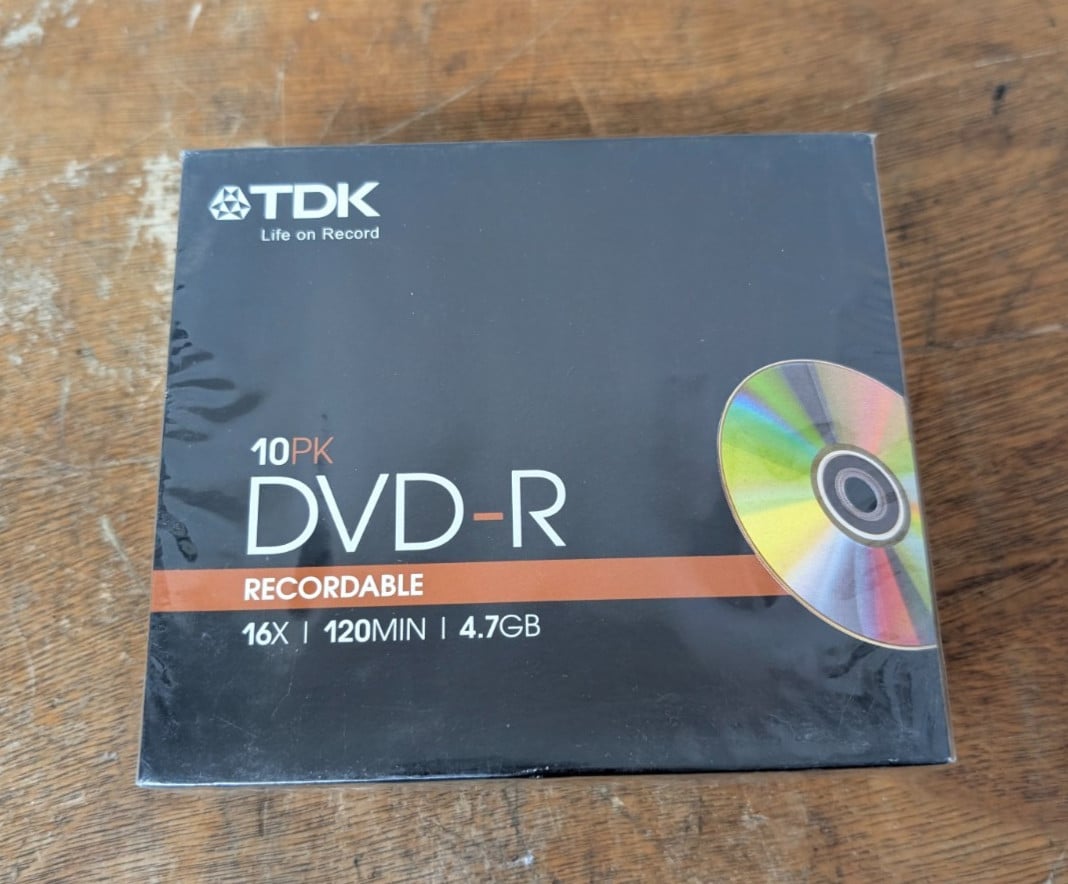 TDK
Life on Record
10PK
DVD-R
RECORDABLE
16X | 120MIN | 4.7GB